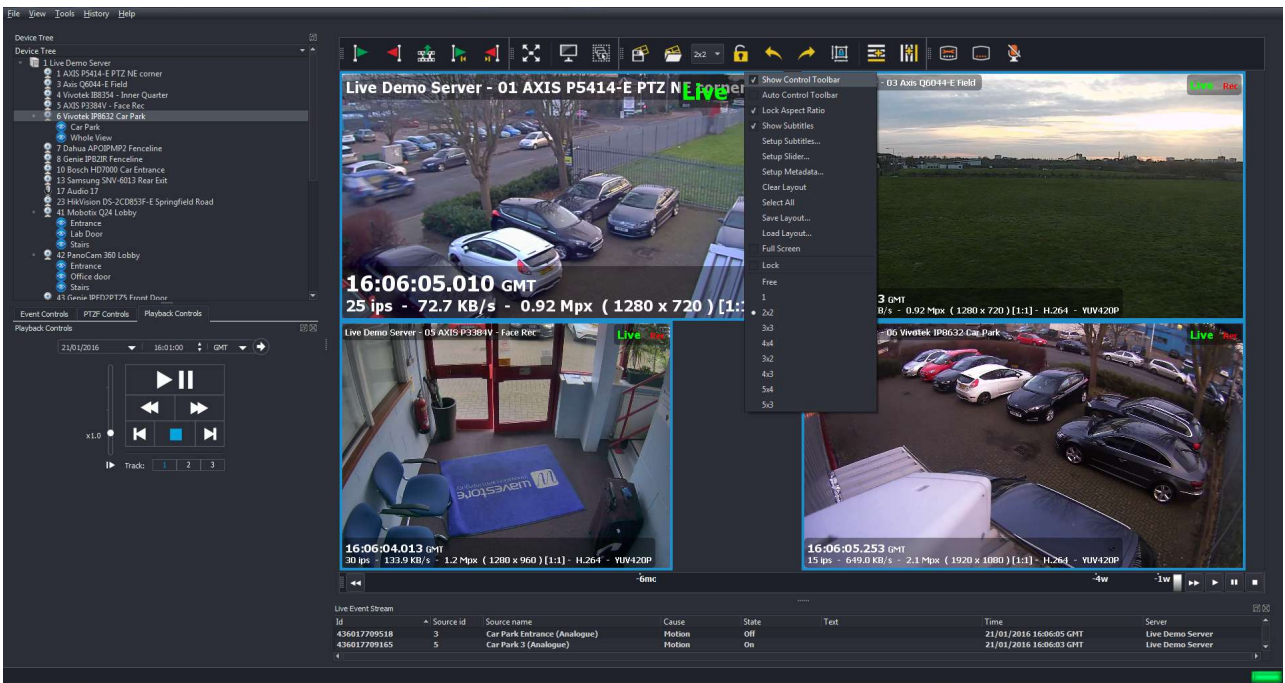 File View Tools History Help
Device Tree
Device Tree
1 Live Demo Server
1 AXIS P5414-E PTZ NE corner
3 Axis Q6044-E Field
4 Vivotek IB8354 - Inner Quarter
5 AXIS P3384V - Face Rec
6 Vivotek IP8632 Car Park
Car Park
Whole View
7 Dahua APOIPMP2 Fenceline
8 Genie IPB2IR Fenceline
10 Bosch HD7000 Car Entrance
13 Samsung SNV-6013 Rear Exit
17 Audio 17
23 HikVision DS-2CD853F-E Springfield Road
41 Mobotix Q24 Lobby
Entrance
Lab Door
Stairs
42 PanoCam 360 Lobby
Entrance
Office door
Stairs
43 Genie IPFD2PTZS Front Door
Event Controls PTZF Controls Playback Controls
Playback Controls
21/01/2016 16:01:00 GMT
x1.0
Track: 1 2 3
2x2
Live Demo Server - 01 AXIS P5414-E PTZ NE corner
Live
16:06:05.010 GMT
25 ips - 72.7 KB/s - 0.92 Mpx ( 1280 x 720 ) [1:
Show Control Toolbar
Auto Control Toolbar
Lock Aspect Ratio
Show Subtitles
Setup Subtitles...
Setup Slider...
Setup Metadata...
Clear Layout
Select All
Save Layout...
Load Layout...
Full Screen
Lock
Free
1
2x2
3x3
4x4
3x2
4x3
5x4
5x3
- 03 Axis Q6044-E Field
Live Rec
3 GMT
B/s - 0.92 Mpx ( 1280 x 720 ) [1:1] - H.264 - YUV420P
Live Demo Server - 05 AXIS P3384V - Face Rec
Live Rec
wavestore
16:06:04.013 GMT
30 ips - 133.9 KB/s - 1.2 Mpx ( 1280 x 960 ) [1:1] - H.264 - YUV420P
- 06 Vivotek IP8632 Car Park
Live Rec
16:06:05.253 GMT
15 ips - 649.0 KB/s - 2.1 Mpx ( 1920 x 1080 ) [1:1] - H.264 - YUV420P
-6mc -4w -1w
Live Event Stream
Id Source id Source name Cause State Text Time Server
436017709518 3 Car Park Entrance (Analogue) Motion Off 21/01/2016 16:06:05 GMT Live Demo Server
436017709165 5 Car Park 3 (Analogue) Motion On 21/01/2016 16:06:03 GMT Live Demo Server